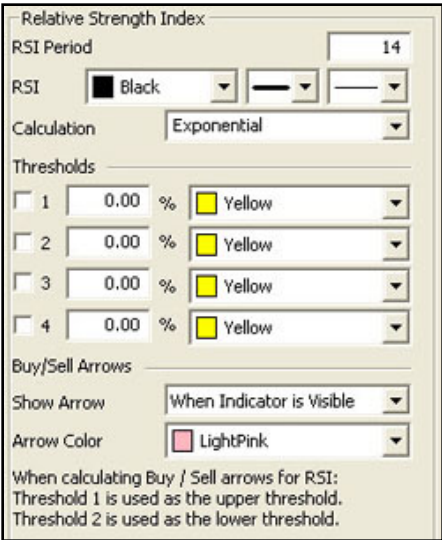 Relative Strength Index
RSI Period 14
RSI Black
Calculation Exponential
Thresholds
1 0.00 % Yellow
2 0.00 % Yellow
3 0.00 % Yellow
4 0.00 % Yellow
Buy/Sell Arrows
Show Arrow When Indicator is Visible
Arrow Color LightPink
When calculating Buy / Sell arrows for RSI:
Threshold 1 is used as the upper threshold.
Threshold 2 is used as the lower threshold.